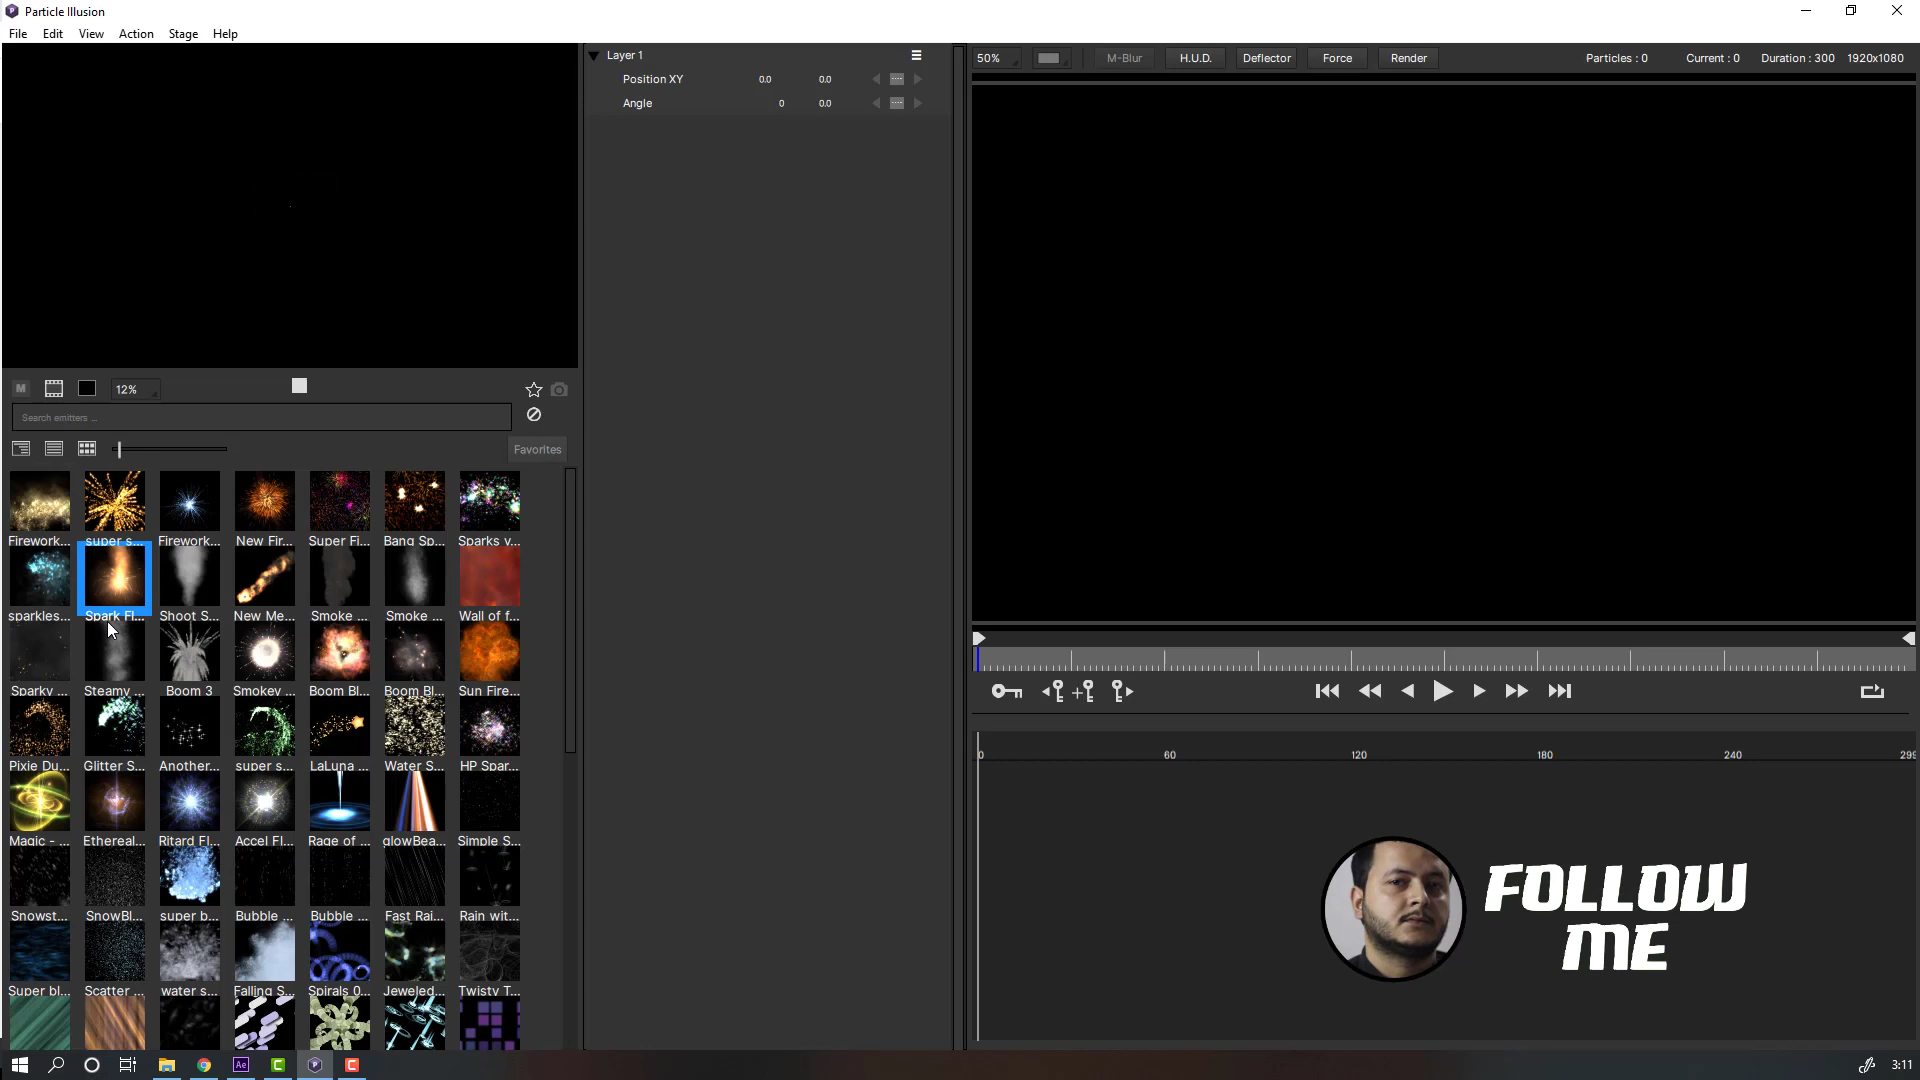 Particle Illusion
File Edit View Action Stage Help
Layer 1
Position XY 0.0 0.0
Angle 0 0.0
50% M-Blur H.U.D. Deflector Force Render Particles : 0 Current : 0 Duration : 300 1920x1080
M 12%
Search emitters ...
Favorites
Firework... super s... Firework... New Fir... Super Fi... Bang Sp... Sparks v...
sparkles... Spark Fl... Shoot S... New Me... Smoke ... Smoke ... Wall of f...
Sparky ... Steamy ... Boom 3 Smokey ... Boom Bl... Boom Bl... Sun Fire...
Pixie Du... Glitter S... Another... super s... LaLuna ... Water S... HP Spar...
Magic - ... Ethereal... Ritard Fl... Accel Fl... Rage of ... glowBea... Simple S...
Snowst... SnowBl... super b... Bubble ... Bubble ... Fast Rai... Rain wit...
Super bl... Scatter ... water s... Falling S... Spirals 0... Jeweled... Twisty T...
0 60 120 180 240 299
FOLLOW
ME
Ae C P C 3:11